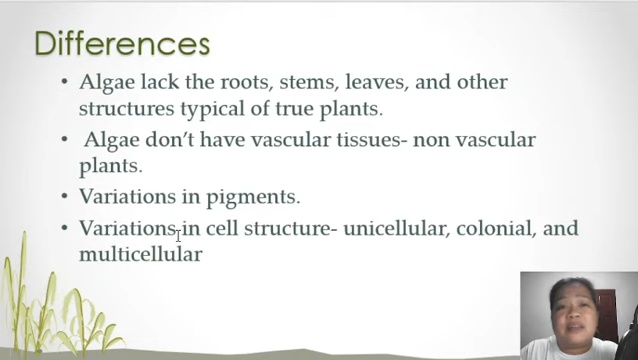 Differences
• Algae lack the roots, stems, leaves, and other
structures typical of true plants.
• Algae don't have vascular tissues- non vascular
plants.
• Variations in pigments.
• Variations in cell structure- unicellular, colonial, and
multicellular